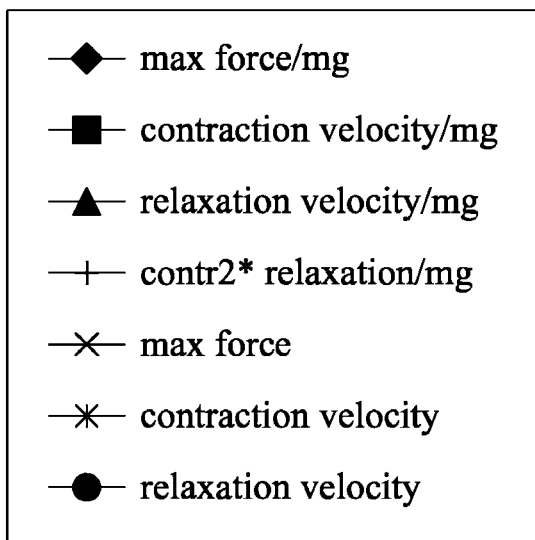 max force/mg
contraction velocity/mg
relaxation velocity/mg
contr2* relaxation/mg
max force
contraction velocity
relaxation velocity